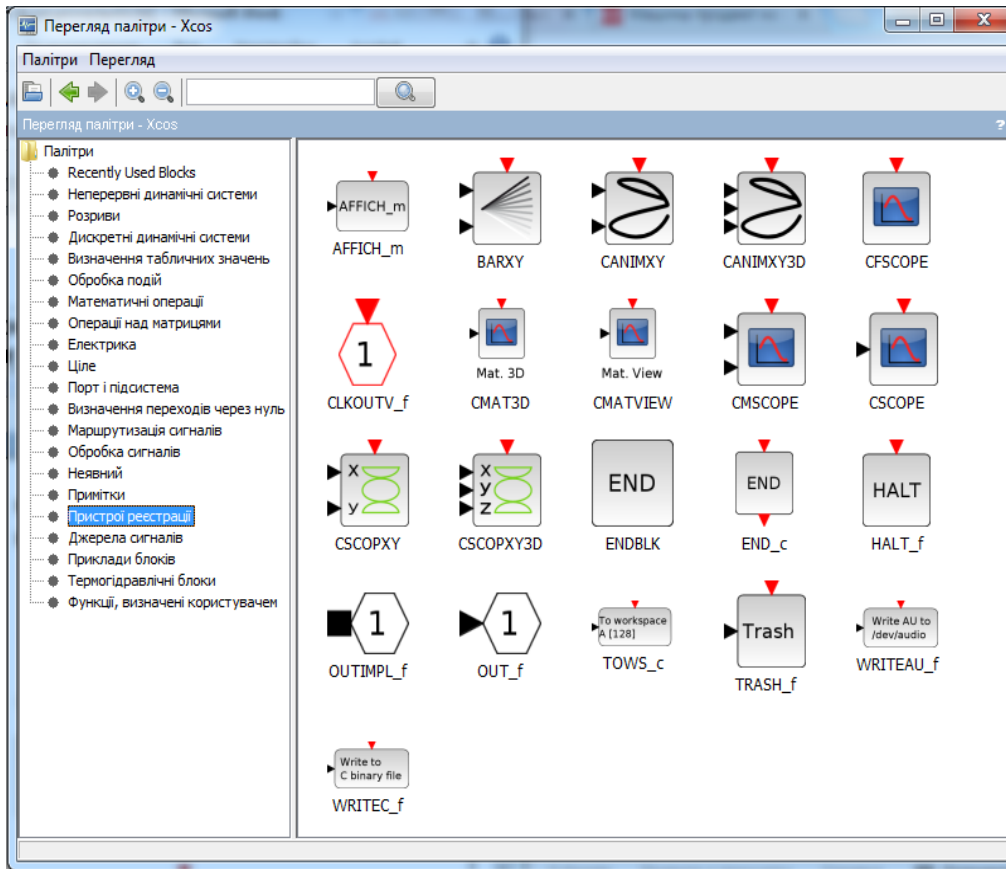 Перегляд палітри - Xcos
Палітри Перегляд
Перегляд палітри - Xcos ?
Палітри
Recently Used Blocks
Неперервні динамічні системи
Розриви
Дискретні динамічні системи
Визначення табличних значень
Обробка подій
Математичні операції
Операції над матрицями
Електрика
Ціле
Порт і підсистема
Визначення переходів через нуль
Маршрутизація сигналів
Обробка сигналів
Неявний
Примітки
Пристрої реєстрації
Джерела сигналів
Приклади блоків
Термогідравлічні блоки
Функції, визначені користувачем
AFFICH_m
AFFICH_m BARXY CANIMXY CANIMXY3D CFSCOPE
1 Mat. 3D Mat. View
CLKOUTV_f CMAT3D CMATVIEW CMSCOPE CSCOPE
X X
Y Y END END HALT
Z
CSCOPXY CSCOPXY3D ENDBLK END_c HALT_f
1 1 To workspace Trash Write AU to
A [128] /dev/audio
OUTIMPL_f OUT_f TOWS_c TRASH_f WRITEAU_f
Write to
C binary file
WRITEC_f